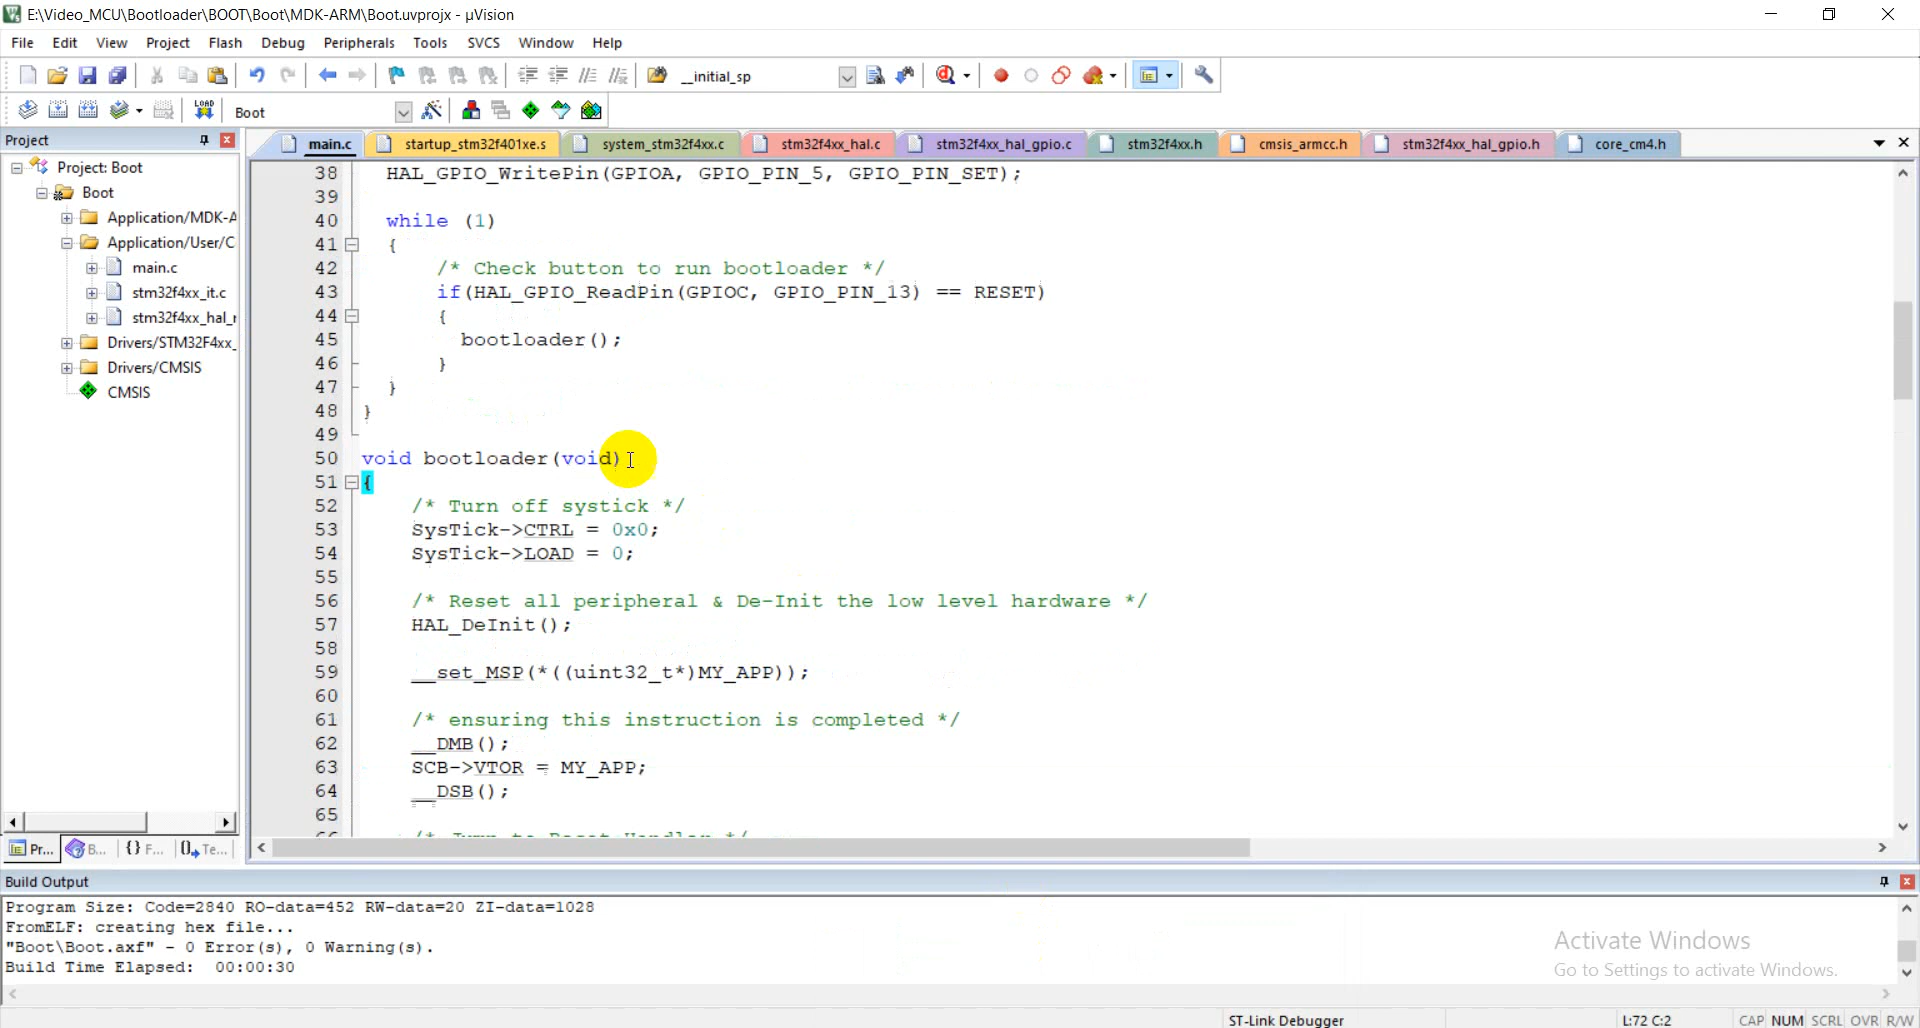 E:\Video_MCU\Bootloader\BOOT\Boot\MDK-ARM\Boot.uvprojx - µVision
File Edit View Project Flash Debug Peripherals Tools SVCS Window Help
__initial_sp
LOAD Boot
Project
main.c startup_stm32f401xe.s system_stm32f4xx.c stm32f4xx_hal.c stm32f4xx_hal_gpio.c stm32f4xx.h cmsis_armcc.h stm32f4xx_hal_gpio.h core_cm4.h
Project: Boot
Boot
Application/MDK-A
Application/User/C
main.c
stm32f4xx_it.c
stm32f4xx_hal_r
Drivers/STM32F4xx_
Drivers/CMSIS
CMSIS
Pr... B... {} F... Te...
38 HAL_GPIO_WritePin(GPIOA, GPIO_PIN_5, GPIO_PIN_SET);
39
40 while (1)
41 {
42 /* Check button to run bootloader */
43 if(HAL_GPIO_ReadPin(GPIOC, GPIO_PIN_13) == RESET)
44 {
45 bootloader();
46 }
47 }
48 }
49
50 void bootloader(void)
51 {
52 /* Turn off systick */
53 SysTick->CTRL = 0x0;
54 SysTick->LOAD = 0;
55
56 /* Reset all peripheral & De-Init the low level hardware */
57 HAL_DeInit();
58
59 __set_MSP(*((uint32_t*)MY_APP));
60
61 /* ensuring this instruction is completed */
62 __DMB();
63 SCB->VTOR = MY_APP;
64 __DSB();
65
66 /* Jump to Reset Handler */
Build Output
Program Size: Code=2840 RO-data=452 RW-data=20 ZI-data=1028
FromELF: creating hex file...
"Boot\Boot.axf" - 0 Error(s), 0 Warning(s).
Build Time Elapsed: 00:00:30
Activate Windows
Go to Settings to activate Windows.
ST-Link Debugger L:72 C:2 CAP NUM SCRL OVR R/W